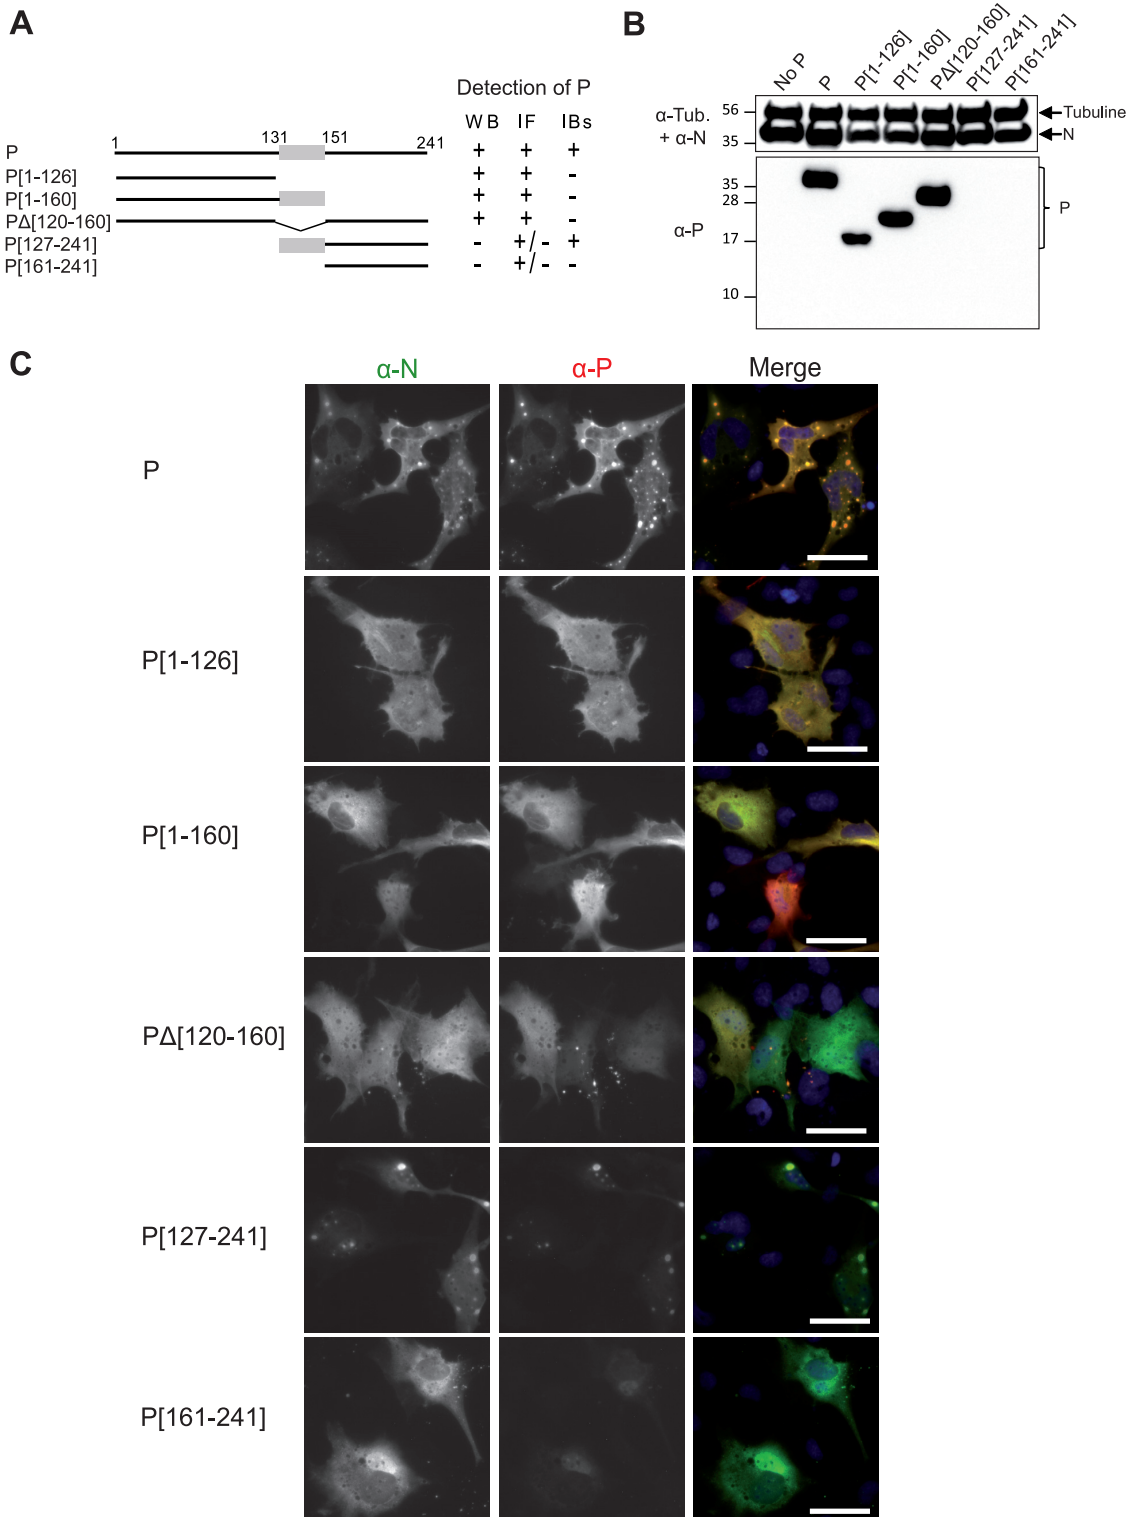 A
Detection of P
WB IF IBs
1 131 151 241
P + + +
P[1-126] + + -
P[1-160] + + -
PΔ[120-160] + + -
P[127-241] - +/- +
P[161-241] - +/- -
B
No P P P[1-126] P[1-160] PΔ[120-160] P[127-241] P[161-241]
α-Tub. + α-N
56
35
Tubuline
N
α-P
35
28
17
10
P
C
α-N α-P Merge
P
P[1-126]
P[1-160]
PΔ[120-160]
P[127-241]
P[161-241]